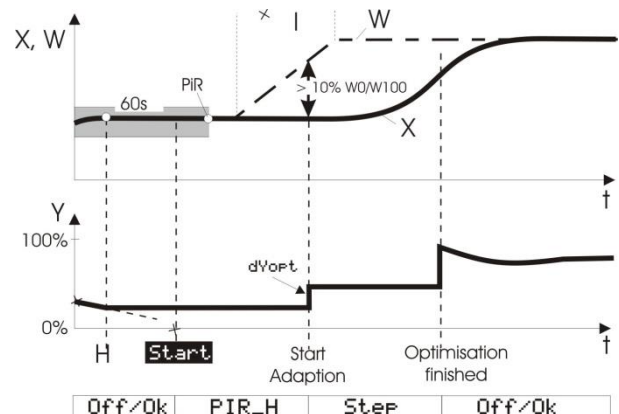 X, W
I
W
60s
PiR
> 10% W0/W100
X
t
Y
100%
dYopt
0%
t
H
Start
Start
Adaption
Optimisation
finished
Off/Ok
PIR_H
Step
Off/Ok